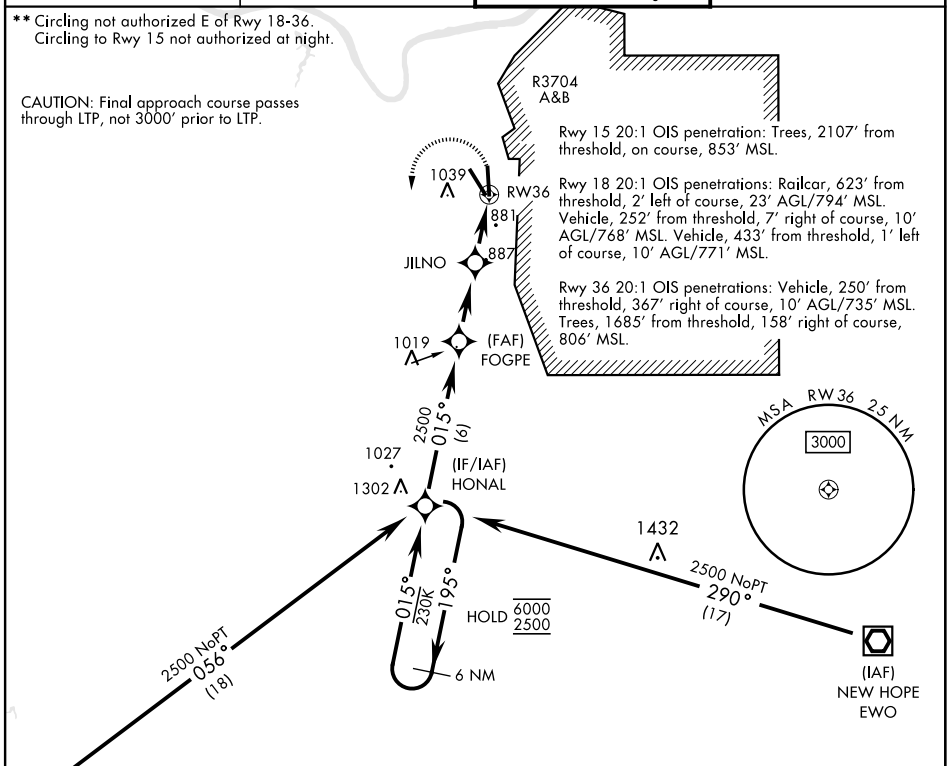 ** Circling not authorized E of Rwy 18-36.
Circling to Rwy 15 not authorized at night.
CAUTION: Final approach course passes
through LTP, not 3000' prior to LTP.
R3704
A&B
Rwy 15 20:1 OIS penetration: Trees, 2107' from
threshold, on course, 853' MSL.
Rwy 18 20:1 OIS penetrations: Railcar, 623' from
threshold, 2' left of course, 23' AGL/794' MSL.
Vehicle, 252' from threshold, 7' right of course, 10'
AGL/768' MSL. Vehicle, 433' from threshold, 1' left
of course, 10' AGL/771' MSL.
Rwy 36 20:1 OIS penetrations: Vehicle, 250' from
threshold, 367' right of course, 10' AGL/735' MSL.
Trees, 1685' from threshold, 158' right of course,
806' MSL.
1039
RW36
881
JILNO
887
1019
(FAF)
FOGPE
2500
015°
(6)
1027
1302
(IF/IAF)
HONAL
MSA RW36 25 NM
3000
1432
2500 NoPT
290°
(17)
015°
230K
195°
HOLD
6000
2500
6 NM
2500 NoPT
056°
(18)
(IAF)
NEW HOPE
EWO